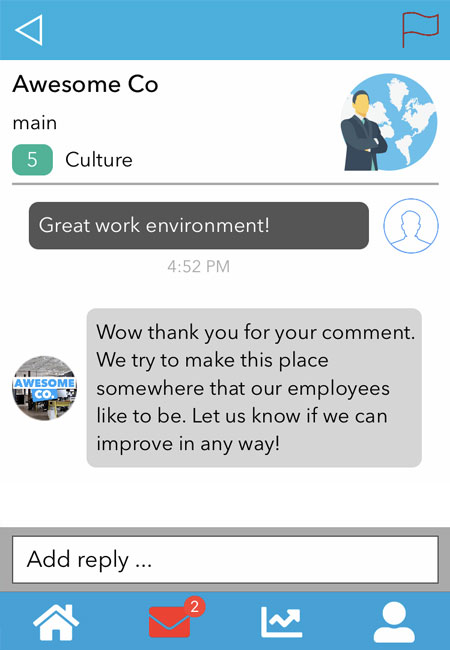 Awesome Co
main
5 Culture
Great work environment!
4:52 PM
Wow thank you for your comment.
We try to make this place
somewhere that our employees
like to be. Let us know if we can
improve in any way!
AWESOME
CO.
Add reply ...
2